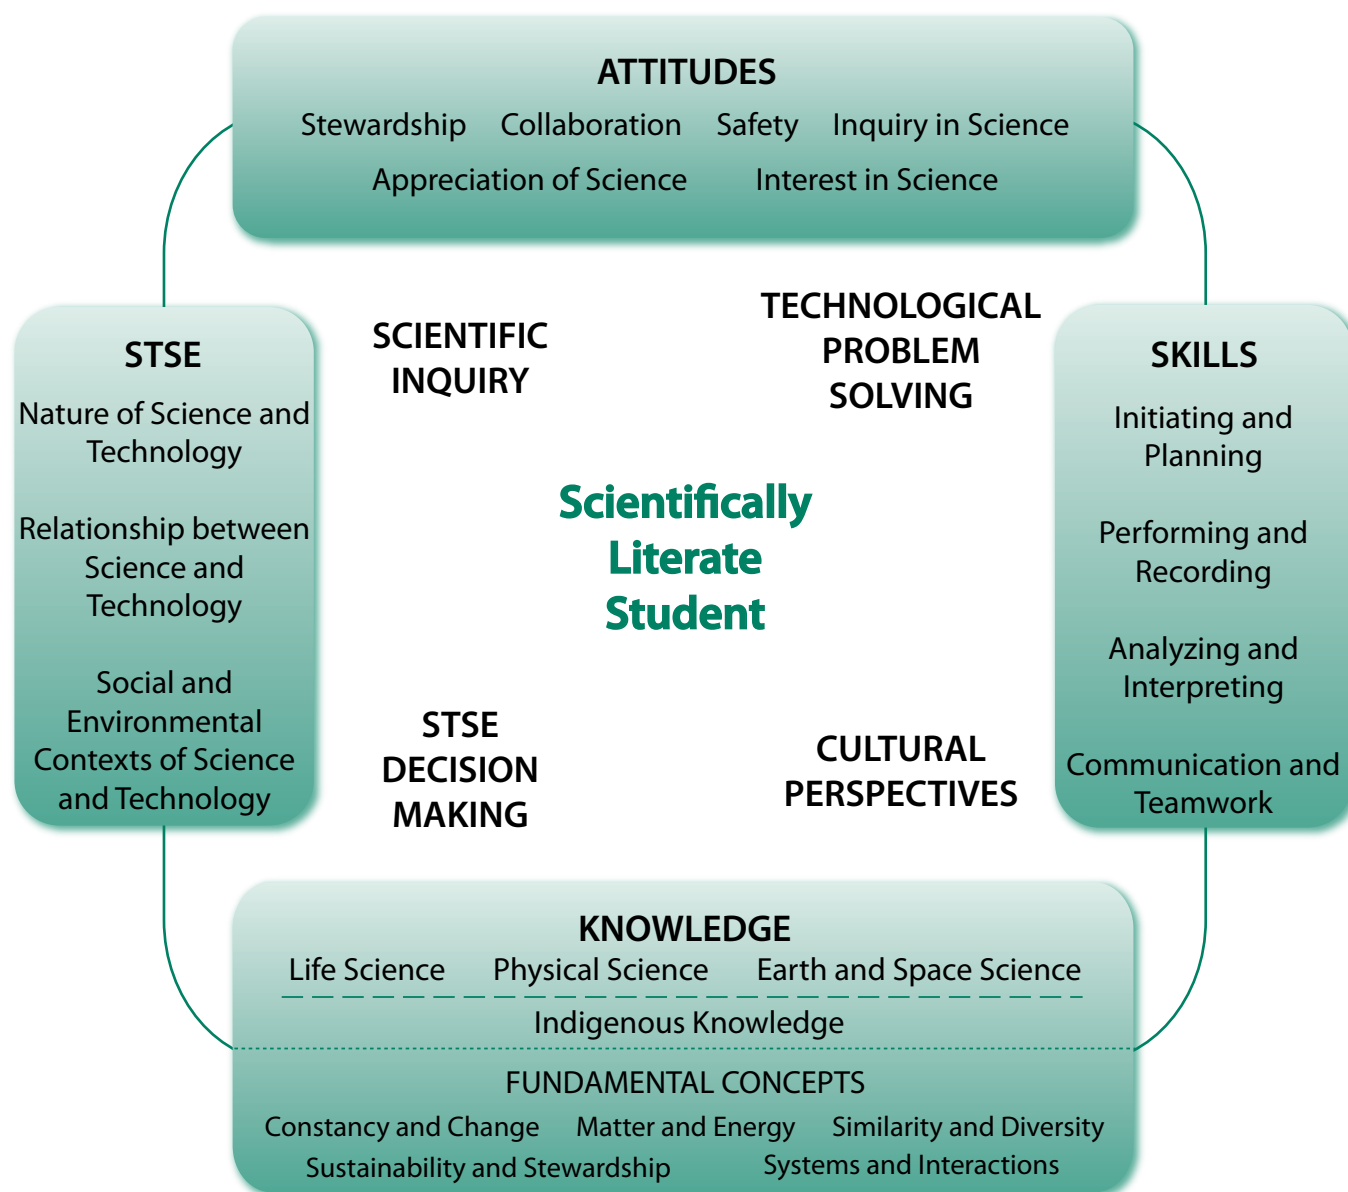 ATTITUDES
Stewardship Collaboration Safety Inquiry in Science
Appreciation of Science Interest in Science
STSE
Nature of Science and
Technology
Relationship between
Science and
Technology
Social and
Environmental
Contexts of Science
and Technology
SCIENTIFIC
INQUIRY
TECHNOLOGICAL
PROBLEM
SOLVING
Scientifically
Literate
Student
STSE
DECISION
MAKING
CULTURAL
PERSPECTIVES
SKILLS
Initiating and
Planning
Performing and
Recording
Analyzing and
Interpreting
Communication and
Teamwork
KNOWLEDGE
Life Science Physical Science Earth and Space Science
Indigenous Knowledge
FUNDAMENTAL CONCEPTS
Constancy and Change Matter and Energy Similarity and Diversity
Sustainability and Stewardship Systems and Interactions